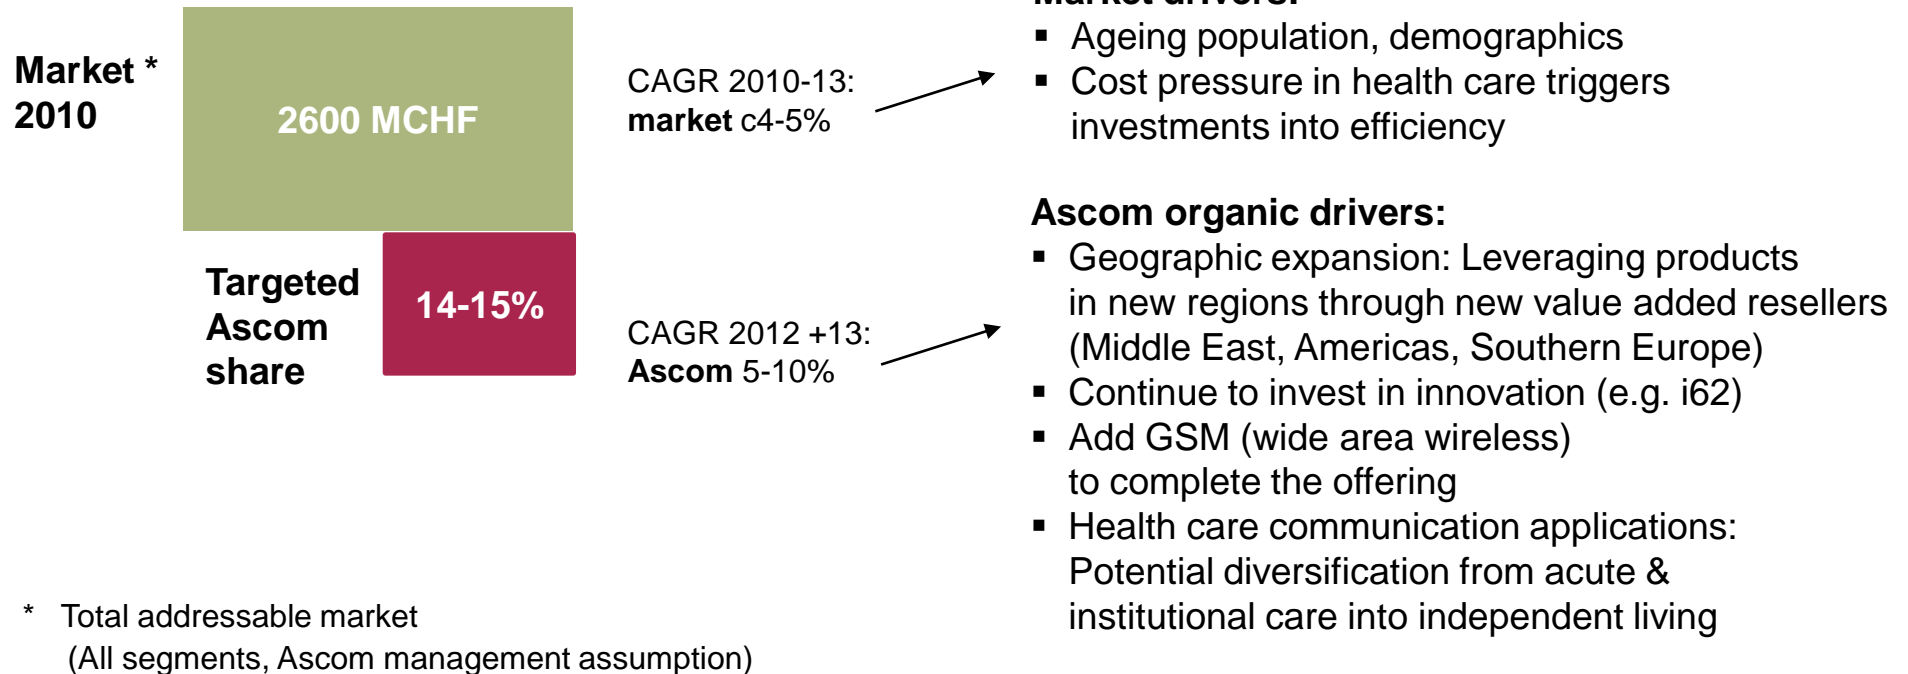 Market drivers:
▪ Ageing population, demographics
▪ Cost pressure in health care triggers
investments into efficiency
Market *
2010
2600 MCHF
CAGR 2010-13:
market c4-5%
Ascom organic drivers:
▪ Geographic expansion: Leveraging products
in new regions through new value added resellers
(Middle East, Americas, Southern Europe)
▪ Continue to invest in innovation (e.g. i62)
▪ Add GSM (wide area wireless)
to complete the offering
▪ Health care communication applications:
Potential diversification from acute &
institutional care into independent living
Targeted
Ascom
share
14-15%
CAGR 2012 +13:
Ascom 5-10%
* Total addressable market
(All segments, Ascom management assumption)